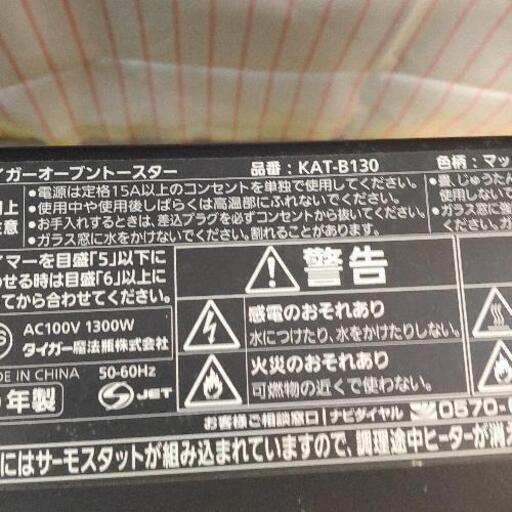 イガーオーブントースター 品番：KAT-B130 色柄：マッ
用上
注意
●電源は定格15A以上のコンセントを単独で使用してください。
●使用中や使用後しばらくは高温部にふれないでください。
●お手入れするときは、差込プラグを必ずコンセントから抜いてください。
●ガラス窓に水をかけないでください。割れることがあります。
●畳、じゅうたん
●ガラス窓に強
イマーを目盛「5」以下に
わせる時は目盛「6」以上に
てから合わせてください。
警告
感電のおそれあり
水につけたり、水をかけたりしない。
火災のおそれあり
可燃物の近くで使わない。
AC100V 1300W
タイガー魔法瓶株式会社
DE IN CHINA 50-60Hz
年製
JET
お客様ご相談窓口 ナビダイヤル 0570-
にはサーモスタットが組み込まれていますので、調理途中ヒーターが消え